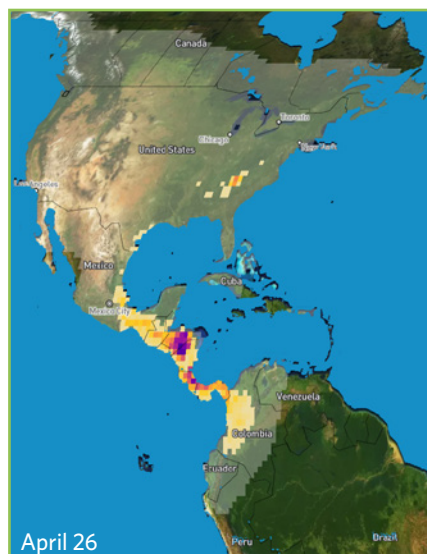 Canada
Toronto
Chicago
New York
United States
Los Angeles
Mexico
Cuba
Mexico City
Venezuela
Colombia
Ecuador
Peru
Brazil
April 26